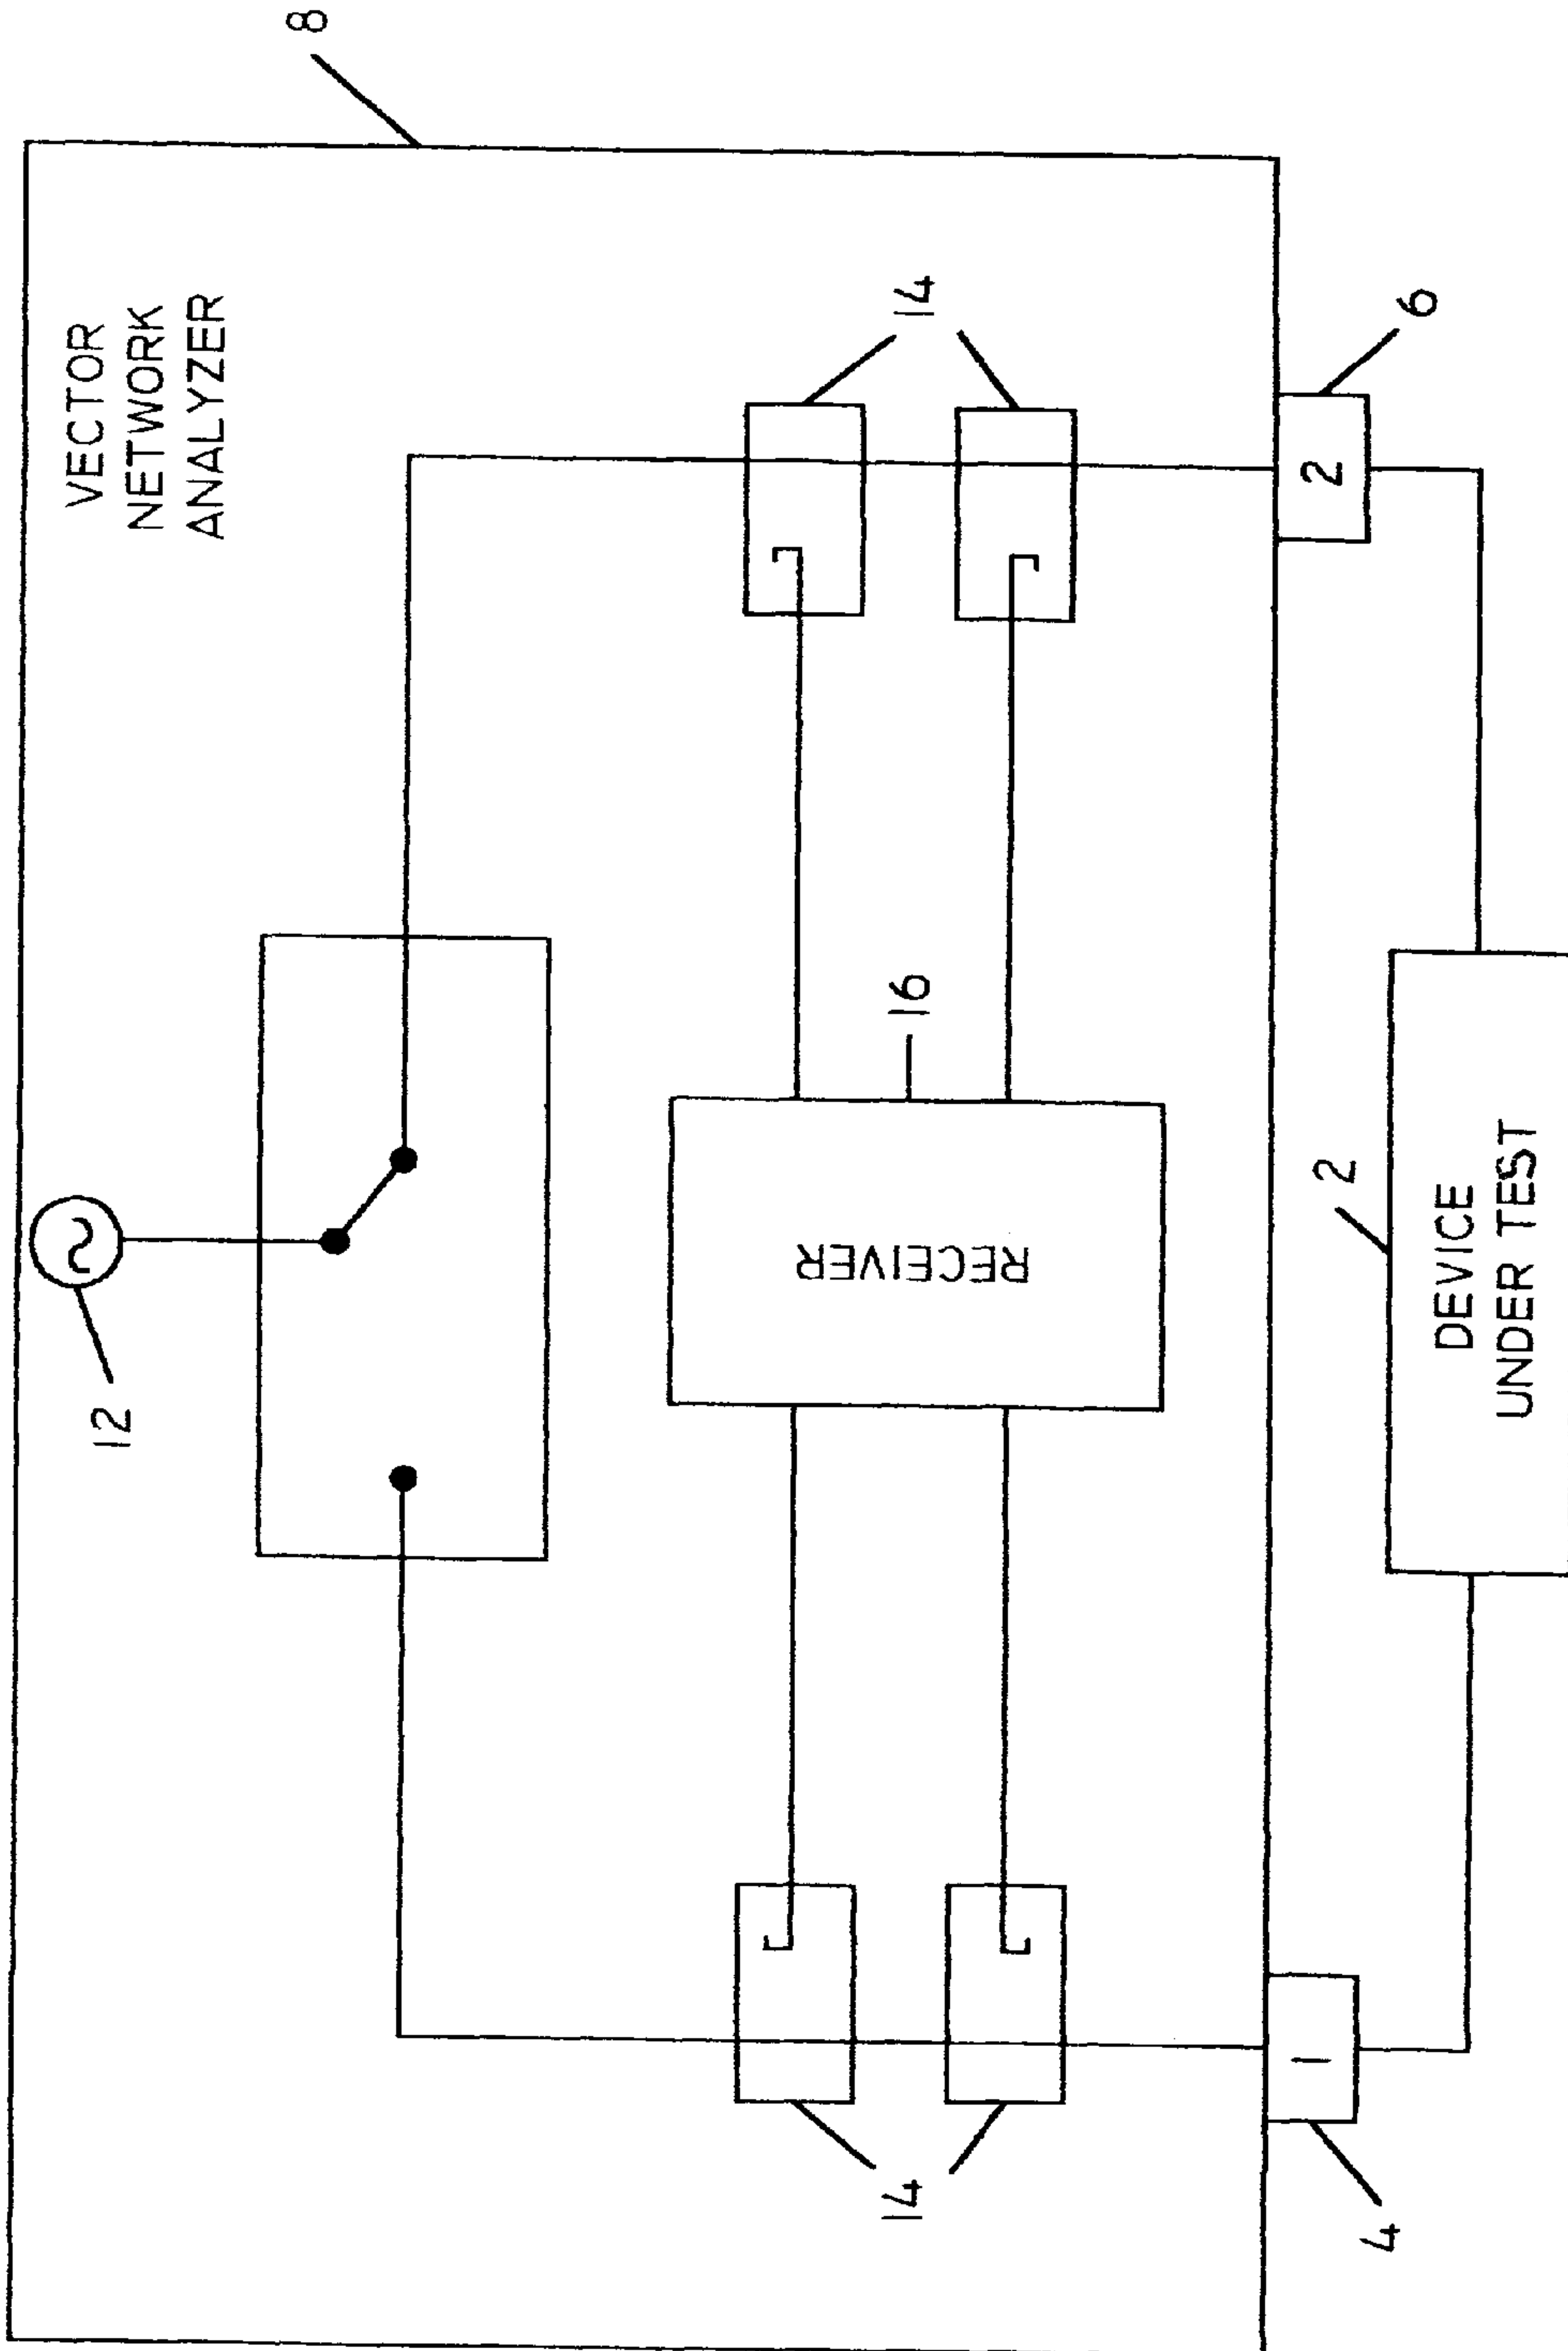 8
VECTOR
NETWORK
ANALYZER
12
14
16
RECEIVER
14
2
6
1
4
2
DEVICE
UNDER TEST